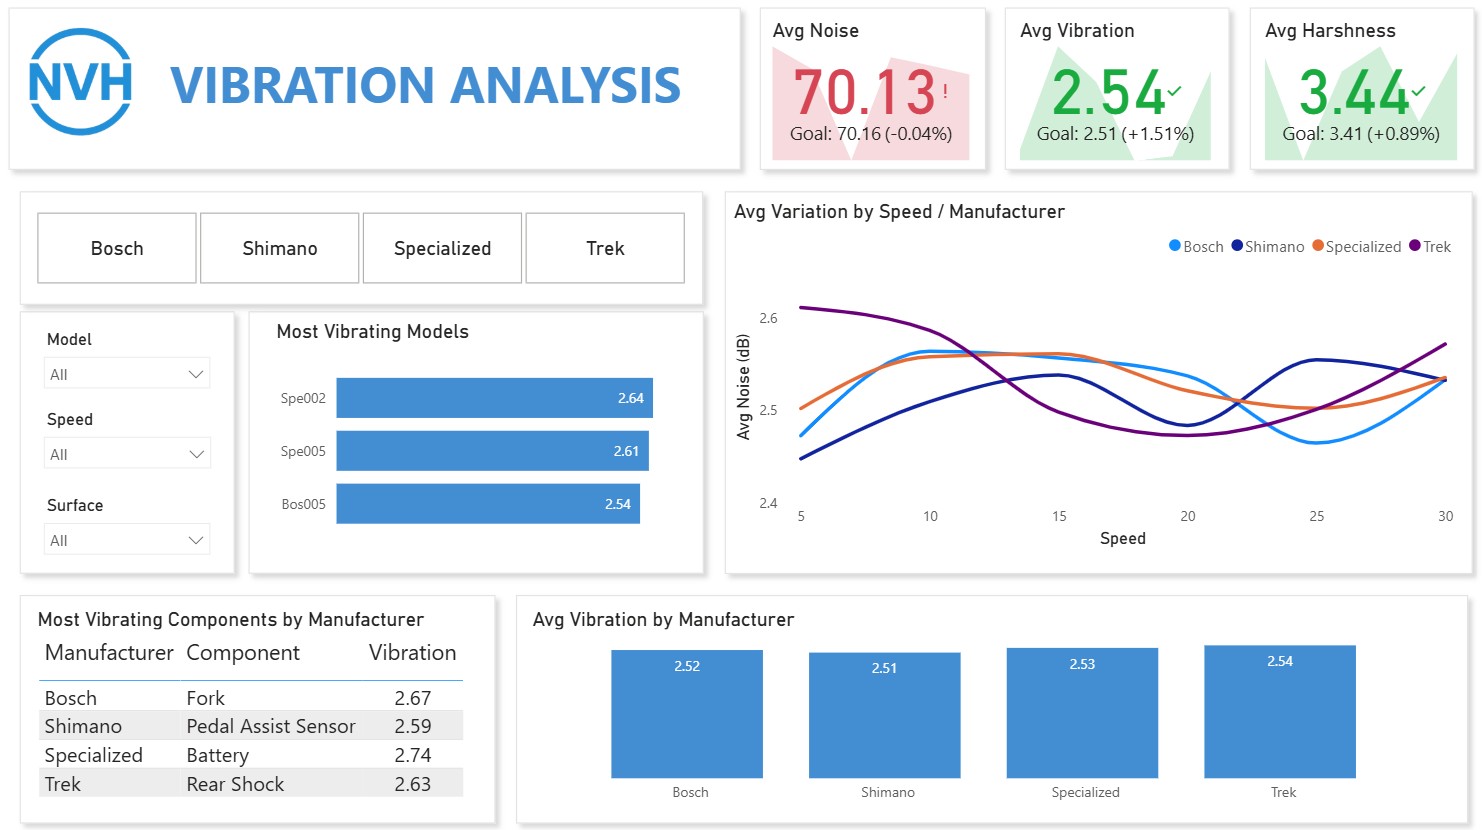 NVH
VIBRATION ANALYSIS
Avg Noise
70.13!
Goal: 70.16 (-0.04%)
Avg Vibration
2.54
Goal: 2.51 (+1.51%)
Avg Harshness
3.44
Goal: 3.41 (+0.89%)
Bosch Shimano Specialized Trek
Model
All
Speed
All
Surface
All
Most Vibrating Models
Spe002 2.64
Spe005 2.61
Bos005 2.54
Avg Variation by Speed / Manufacturer
Bosch Shimano Specialized Trek
Avg Noise (dB)
2.6
2.5
2.4
5 10 15 20 25 30
Speed
Most Vibrating Components by Manufacturer
Manufacturer Component Vibration
Bosch Fork 2.67
Shimano Pedal Assist Sensor 2.59
Specialized Battery 2.74
Trek Rear Shock 2.63
Avg Vibration by Manufacturer
2.52 2.51 2.53 2.54
Bosch Shimano Specialized Trek